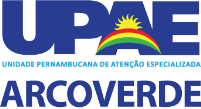 UPAE
UNIDADE PERNAMBUCANA DE ATENÇÃO ESPECIALIZADA
ARCOVERDE